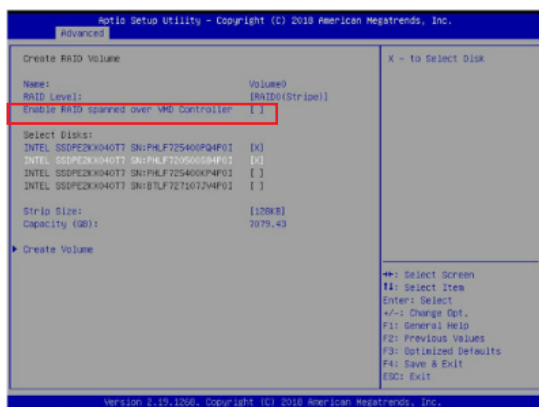 Aptio Setup Utility - Copyright (C) 2018 American Megatrends, Inc.
Advanced
Create RAID Volume
Name: Volume0
RAID Level: [RAID0(Stripe)]
Enable RAID spanned over VMD Controller [ ]
Select Disks:
INTEL SSDPE2KX040T7 SN:PHLF725400PQ4P0I [X]
INTEL SSDPE2KX040T7 SN:PHLF720500S84P0I [X]
INTEL SSDPE2KX040T7 SN:PHLF725400KP4P0I [ ]
INTEL SSDPE2KX040T7 SN:BTLF727107JV4P0I [ ]
Strip Size: [128KB]
Capacity (GB): 7079.43
Create Volume
X - to Select Disk
: Select Screen
: Select Item
Enter: Select
+/-: Change Opt.
F1: General Help
F2: Previous Values
F3: Optimized Defaults
F4: Save & Exit
ESC: Exit
Version 2.19.1268. Copyright (C) 2018 American Megatrends, Inc.